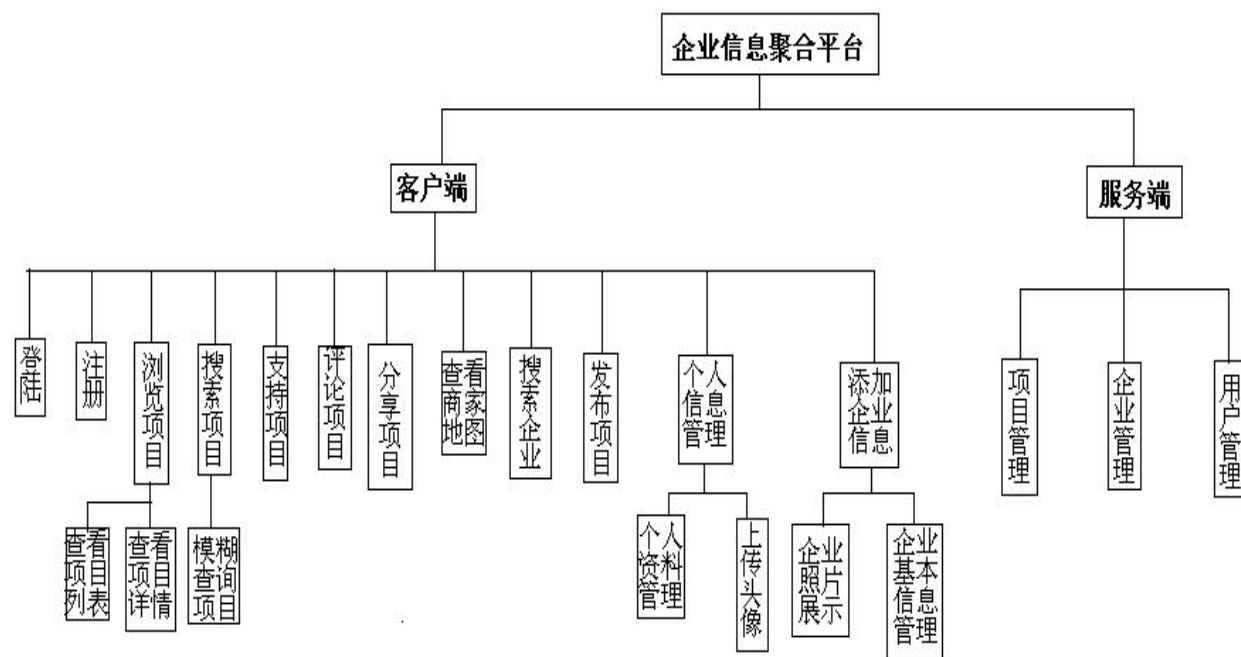 企业信息聚合平台
客户端
服务端
登陆
注册
浏览项目
搜索项目
支持项目
评论项目
分享项目
查看商家地图
搜索企业
发布项目
个人信息管理
添加企业信息
项目管理
企业管理
用户管理
查看项目列表
查看项目详情
模糊查询项目
个人资料管理
上传头像
企业照片展示
企业基本信息管理